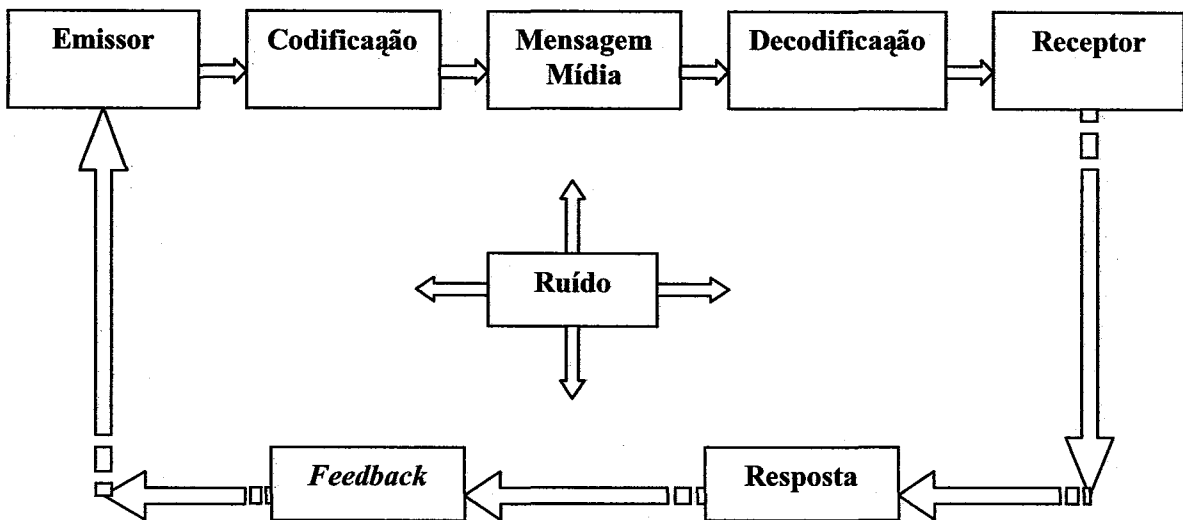 Emissor
Codificaąão
Mensagem
Mídia
Decodificaąão
Receptor
Ruído
Feedback
Resposta